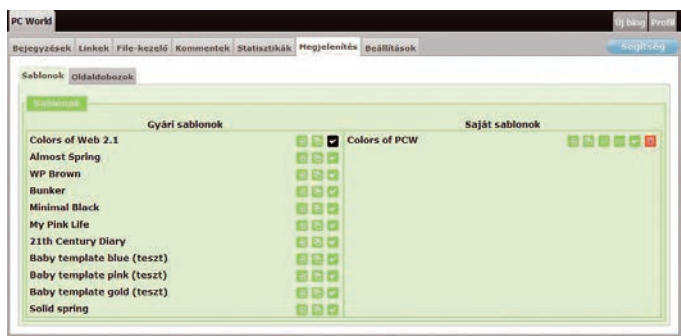 PC World
Új blog Profil
Bejegyzések Linkek File-kezelő Kommentek Statisztikák Megjelenítés Beállítások Segítség
Sablonok Oldaldobozok
Sablonok
Gyári sablonok
Saját sablonok
Colors of Web 2.1
Colors of PCW
Almost Spring
WP Brown
Bunker
Minimal Black
My Pink Life
21th Century Diary
Baby template blue (teszt)
Baby template pink (teszt)
Baby template gold (teszt)
Solid spring